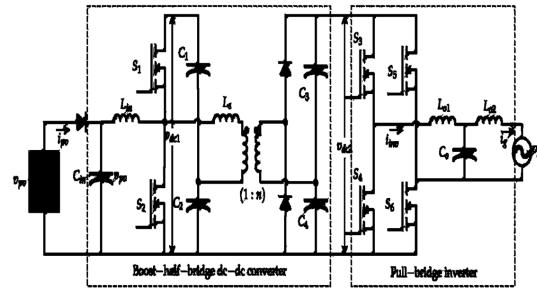 S1
C1
S3
S5
Lin
Ls
C3
Lo1
Lo2
ipv
vdc1
vdc2
iinv
ig
vpv
Cin
vpv
(1:n)
Co
S2
C2
C4
S4
S6
Boost-half-bridge dc-dc converter
Full-bridge inverter